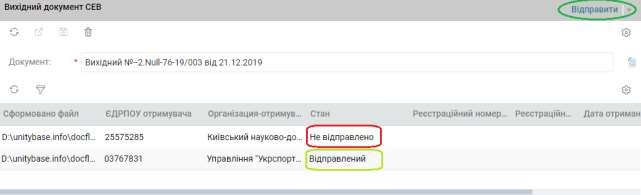 Вихідний документ СЕВ
Відправити
Документ: * Вихідний №-2.Null-76-19/003 від 21.12.2019
Сформовано файл ЄДРПОУ отримувача Організація-отримув... Стан Реєстраційний номер... Реєстраційн... Дата отриман
D:\unitybase.info\docfl... 25575285 Київський науково-до... Не відправлено
D:\unitybase.info\docfl... 03767831 Управління "Укрспорт... Відправлений